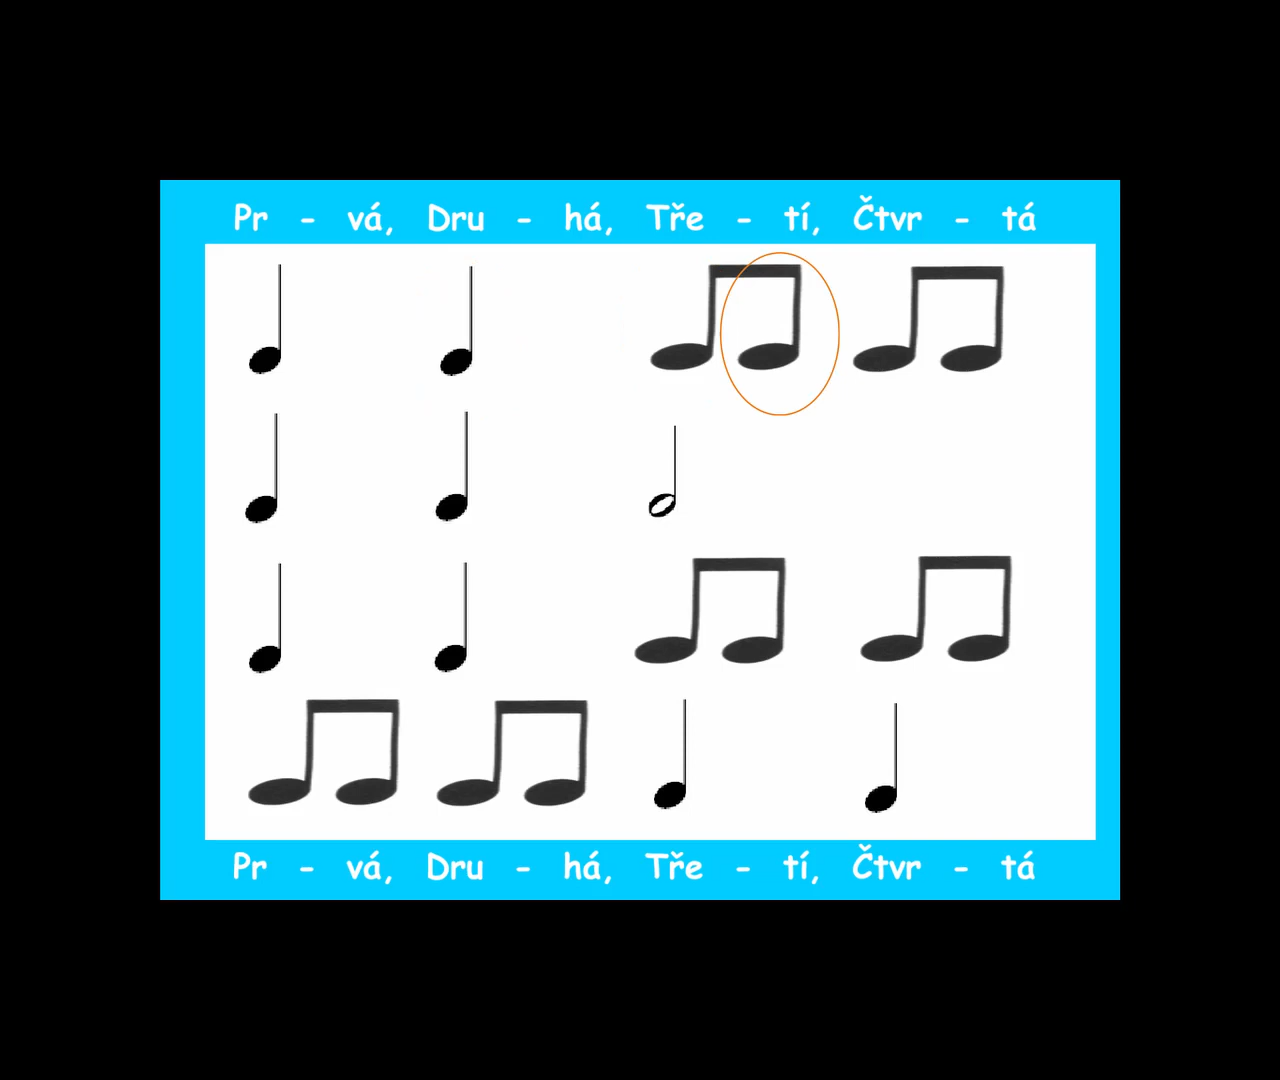 Pr - vá, Dru - há, Tře - tí, Čtvr - tá
Pr - vá, Dru - há, Tře - tí, Čtvr - tá